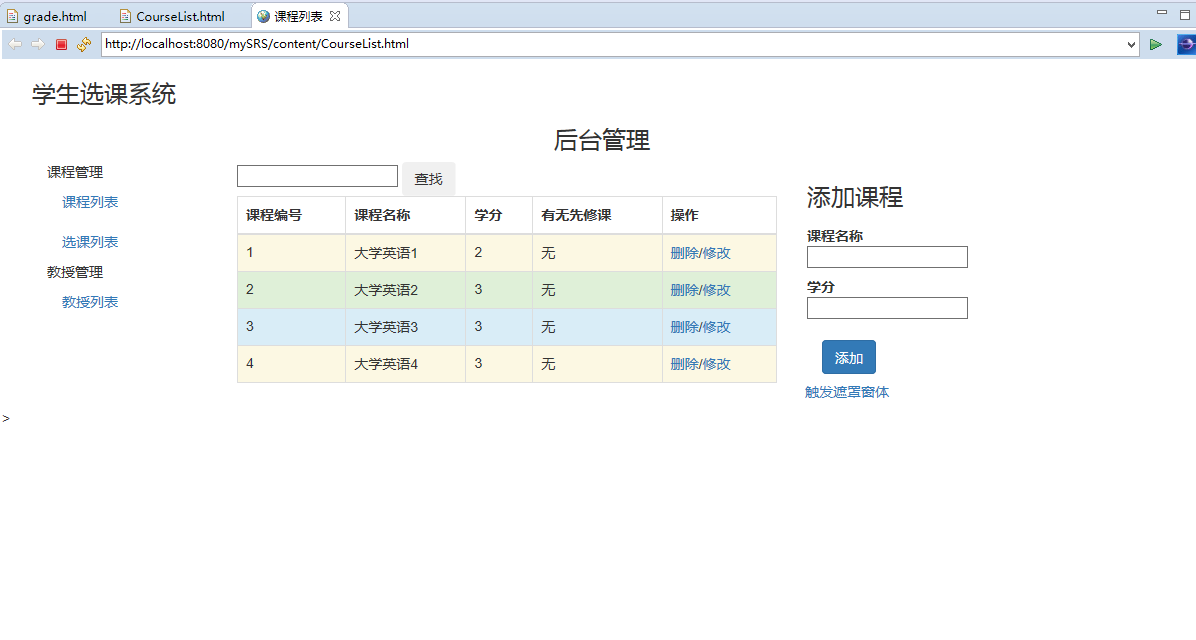 grade.html CourseList.html 课程列表
http://localhost:8080/mySRS/content/CourseList.html
学生选课系统
后台管理
课程管理
课程列表
选课列表
教授管理
教授列表
查找
课程编号 课程名称 学分 有无先修课 操作
1 大学英语1 2 无 删除/修改
2 大学英语2 3 无 删除/修改
3 大学英语3 3 无 删除/修改
4 大学英语4 3 无 删除/修改
添加课程
课程名称
学分
添加
触发遮罩窗体
>